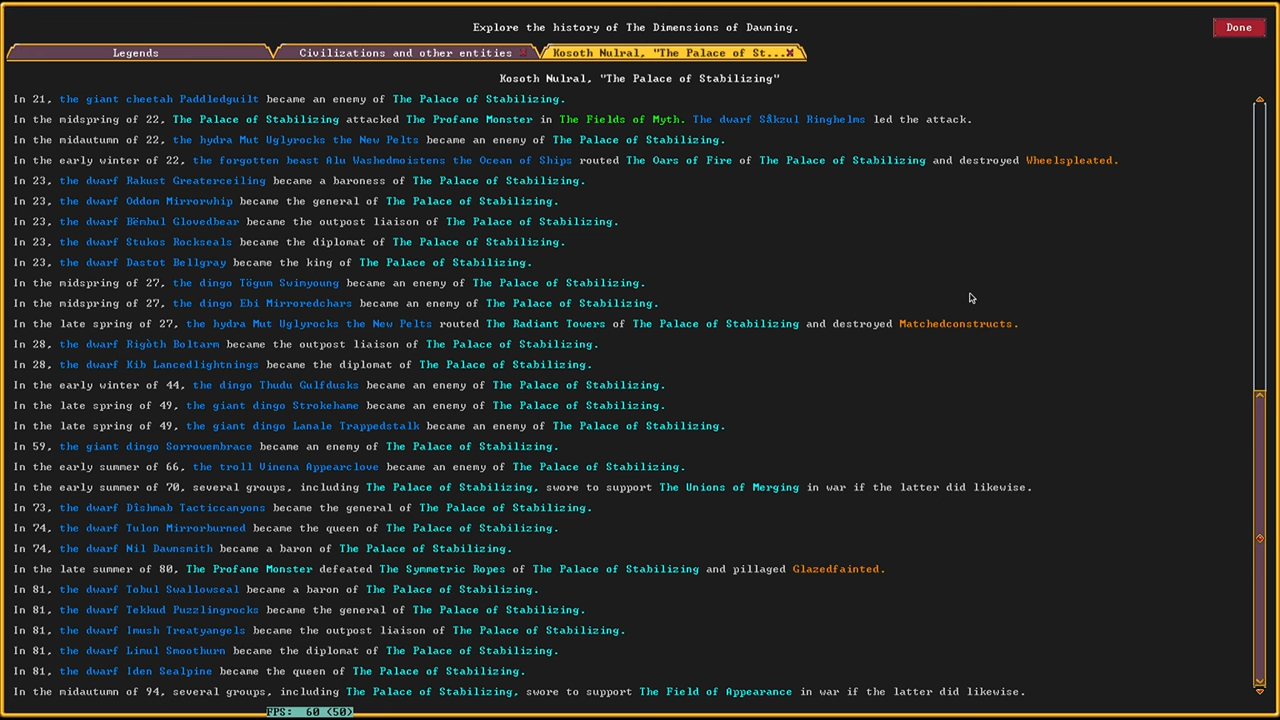 Explore the history of The Dimensions of Dawning.
Done
Legends
Civilizations and other entities
Kosoth Nulral, "The Palace of St...
Kosoth Nulral, "The Palace of Stabilizing"
In 21, the giant cheetah Paddledguilt became an enemy of The Palace of Stabilizing.
In the midspring of 22, The Palace of Stabilizing attacked The Profane Monster in The Fields of Myth. The dwarf Såkzul Ringhelms led the attack.
In the midautumn of 22, the hydra Mut Uglyrocks the New Pelts became an enemy of The Palace of Stabilizing.
In the early winter of 22, the forgotten beast Alu Washedmoistens the Ocean of Ships routed The Oars of Fire of The Palace of Stabilizing and destroyed Wheelspleated.
In 23, the dwarf Rakust Greaterceiling became a baroness of The Palace of Stabilizing.
In 23, the dwarf Oddom Mirrorwhip became the general of The Palace of Stabilizing.
In 23, the dwarf Bëmbul Glovedbear became the outpost liaison of The Palace of Stabilizing.
In 23, the dwarf Stukos Rockseals became the diplomat of The Palace of Stabilizing.
In 23, the dwarf Dastot Bellgray became the king of The Palace of Stabilizing.
In the midspring of 27, the dingo Tögum Swimyoung became an enemy of The Palace of Stabilizing.
In the midspring of 27, the dingo Ebi Mirroredchars became an enemy of The Palace of Stabilizing.
In the late spring of 27, the hydra Mut Uglyrocks the New Pelts routed The Radiant Towers of The Palace of Stabilizing and destroyed Matchedconstructs.
In 28, the dwarf Rigòth Boltarm became the outpost liaison of The Palace of Stabilizing.
In 28, the dwarf Kib Lancedlightnings became the diplomat of The Palace of Stabilizing.
In the early winter of 44, the dingo Thudu Gulfdusks became an enemy of The Palace of Stabilizing.
In the late spring of 49, the giant dingo Strokehame became an enemy of The Palace of Stabilizing.
In the late spring of 49, the giant dingo Lanale Trappedstalk became an enemy of The Palace of Stabilizing.
In 59, the giant dingo Sorrowembrace became an enemy of The Palace of Stabilizing.
In the early summer of 66, the troll Vinena Appearclove became an enemy of The Palace of Stabilizing.
In the early summer of 70, several groups, including The Palace of Stabilizing, swore to support The Unions of Merging in war if the latter did likewise.
In 73, the dwarf Dîshmab Tacticcanyons became the general of The Palace of Stabilizing.
In 74, the dwarf Tulon Mirrorburned became the queen of The Palace of Stabilizing.
In 74, the dwarf Nil Dawnsmith became a baron of The Palace of Stabilizing.
In the late summer of 80, The Profane Monster defeated The Symmetric Ropes of The Palace of Stabilizing and pillaged Glazedfainted.
In 81, the dwarf Tobul Swallowseal became a baron of The Palace of Stabilizing.
In 81, the dwarf Tekkud Puzzlingrocks became the general of The Palace of Stabilizing.
In 81, the dwarf Imush Treatyangels became the outpost liaison of The Palace of Stabilizing.
In 81, the dwarf Limul Smoothurn became the diplomat of The Palace of Stabilizing.
In 81, the dwarf Iden Sealpine became the queen of The Palace of Stabilizing.
In the midautumn of 94, several groups, including The Palace of Stabilizing, swore to support The Field of Appearance in war if the latter did likewise.
FPS: 60 (50)